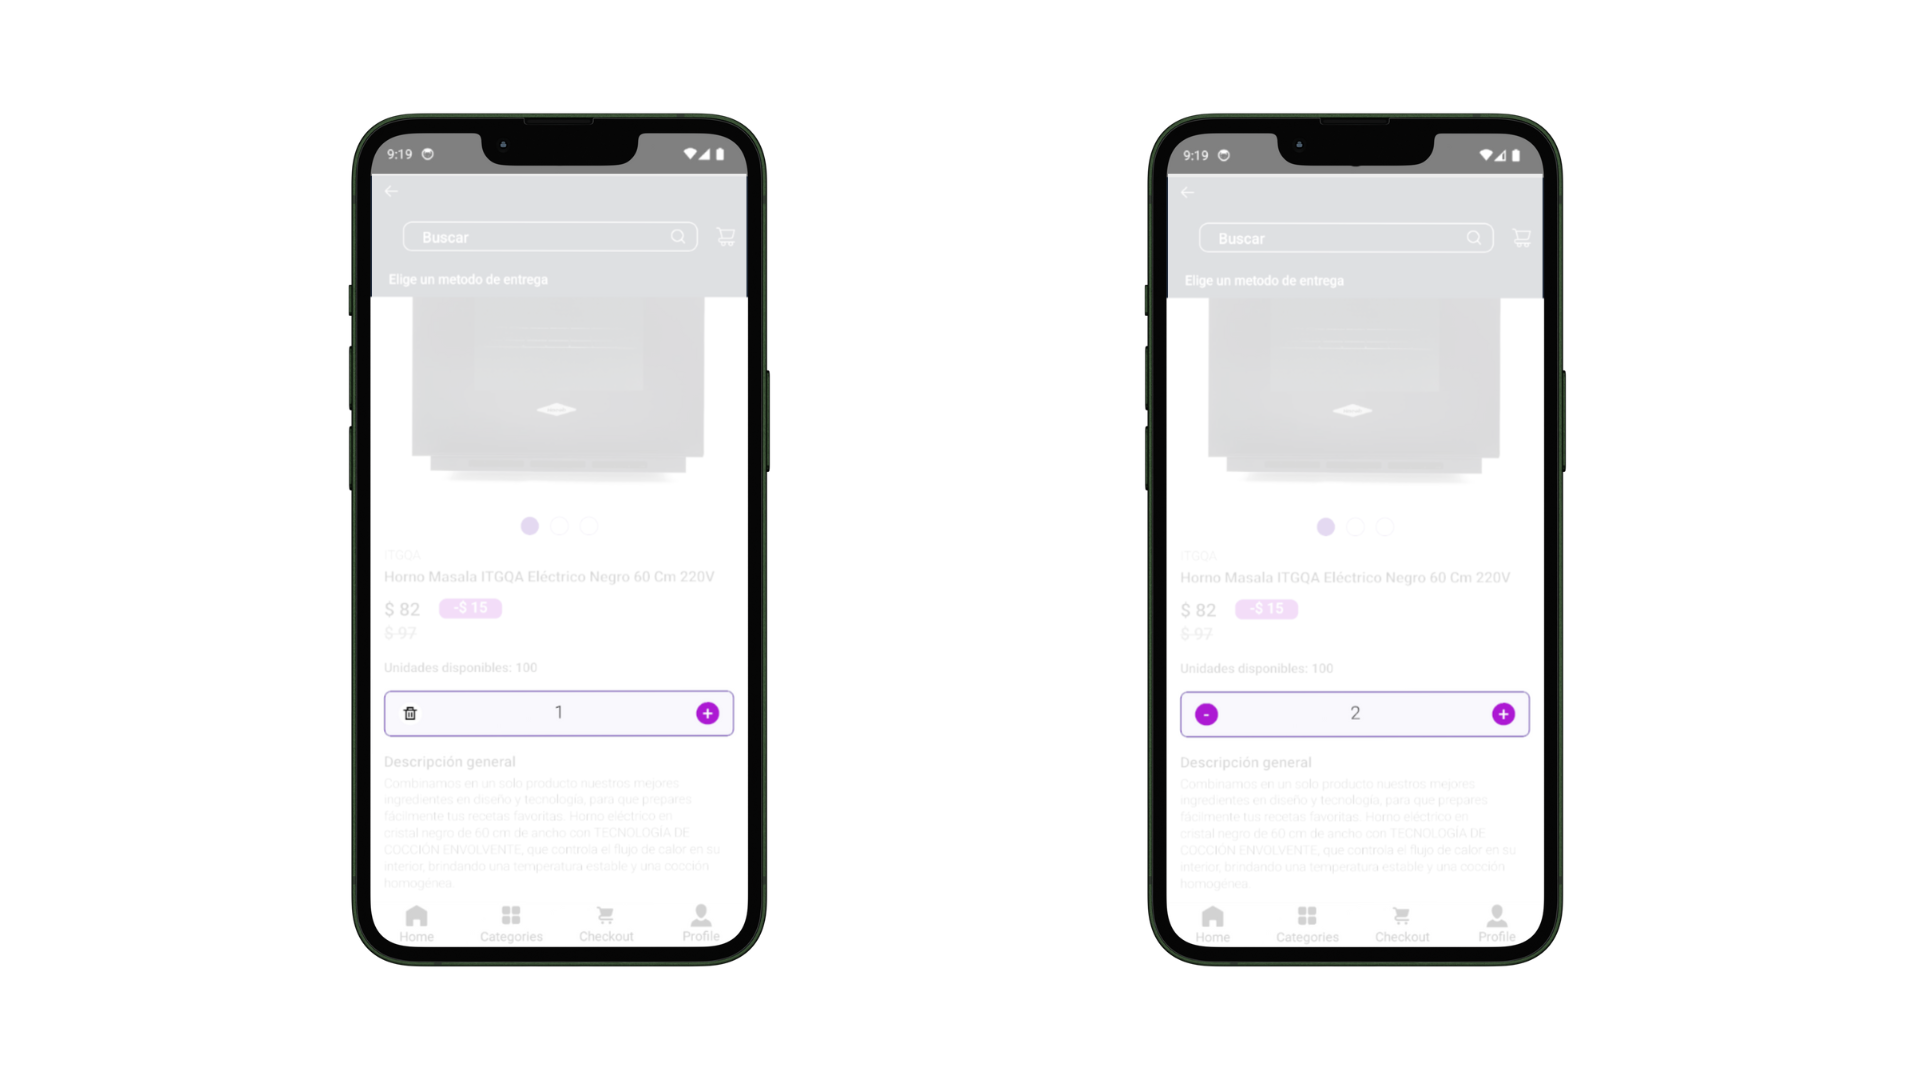 9:19
Buscar
Elige un metodo de entrega
ITGQA
Horno Masala ITGQA Eléctrico Negro 60 Cm 220V
$ 82 -$ 15
$ 97
Unidades disponibles: 100
1 +
Descripción general
Combinamos en un solo producto nuestros mejores
ingredientes en diseño y tecnología, para que prepares
fácilmente tus recetas favoritas. Horno eléctrico en
cristal negro de 60 cm de ancho con TECNOLOGÍA DE
COCCIÓN ENVOLVENTE, que controla el flujo de calor en su
interior, brindando una temperatura estable y una cocción
homogénea.
Home Categories Checkout Profile
9:19
Buscar
Elige un metodo de entrega
ITGQA
Horno Masala ITGQA Eléctrico Negro 60 Cm 220V
$ 82 -$ 15
$ 97
Unidades disponibles: 100
- 2 +
Descripción general
Combinamos en un solo producto nuestros mejores
ingredientes en diseño y tecnología, para que prepares
fácilmente tus recetas favoritas. Horno eléctrico en
cristal negro de 60 cm de ancho con TECNOLOGÍA DE
COCCIÓN ENVOLVENTE, que controla el flujo de calor en su
interior, brindando una temperatura estable y una cocción
homogénea.
Home Categories Checkout Profile